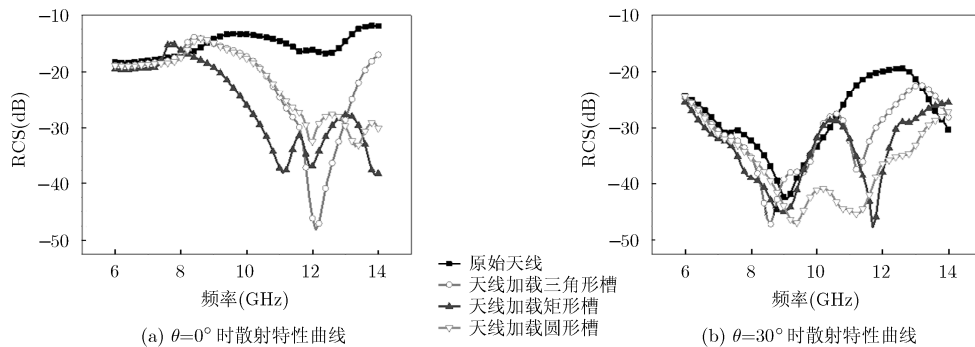 −10
−20
−30
−40
−50
RCS(dB)
6 8 10 12 14
频率(GHz)
(a) θ=0° 时散射特性曲线
原始天线
天线加载三角形槽
天线加载矩形槽
天线加载圆形槽
−10
−20
−30
−40
−50
RCS(dB)
6 8 10 12 14
频率(GHz)
(b) θ=30° 时散射特性曲线